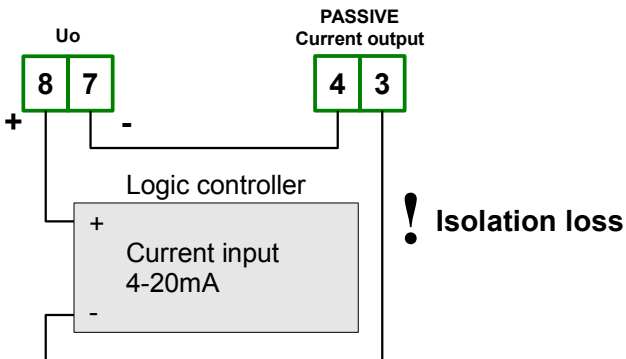 PASSIVE
Uo
Current output
8 7
4 3
+
-
Logic controller
+
! Isolation loss
Current input
4-20mA
-